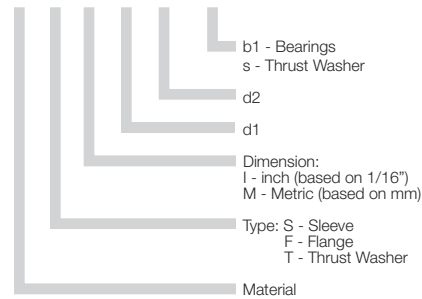 b1 - Bearings
s - Thrust Washer
d2
d1
Dimension:
I - inch (based on 1/16”)
M - Metric (based on mm)
Type: S - Sleeve
F - Flange
T - Thrust Washer
Material